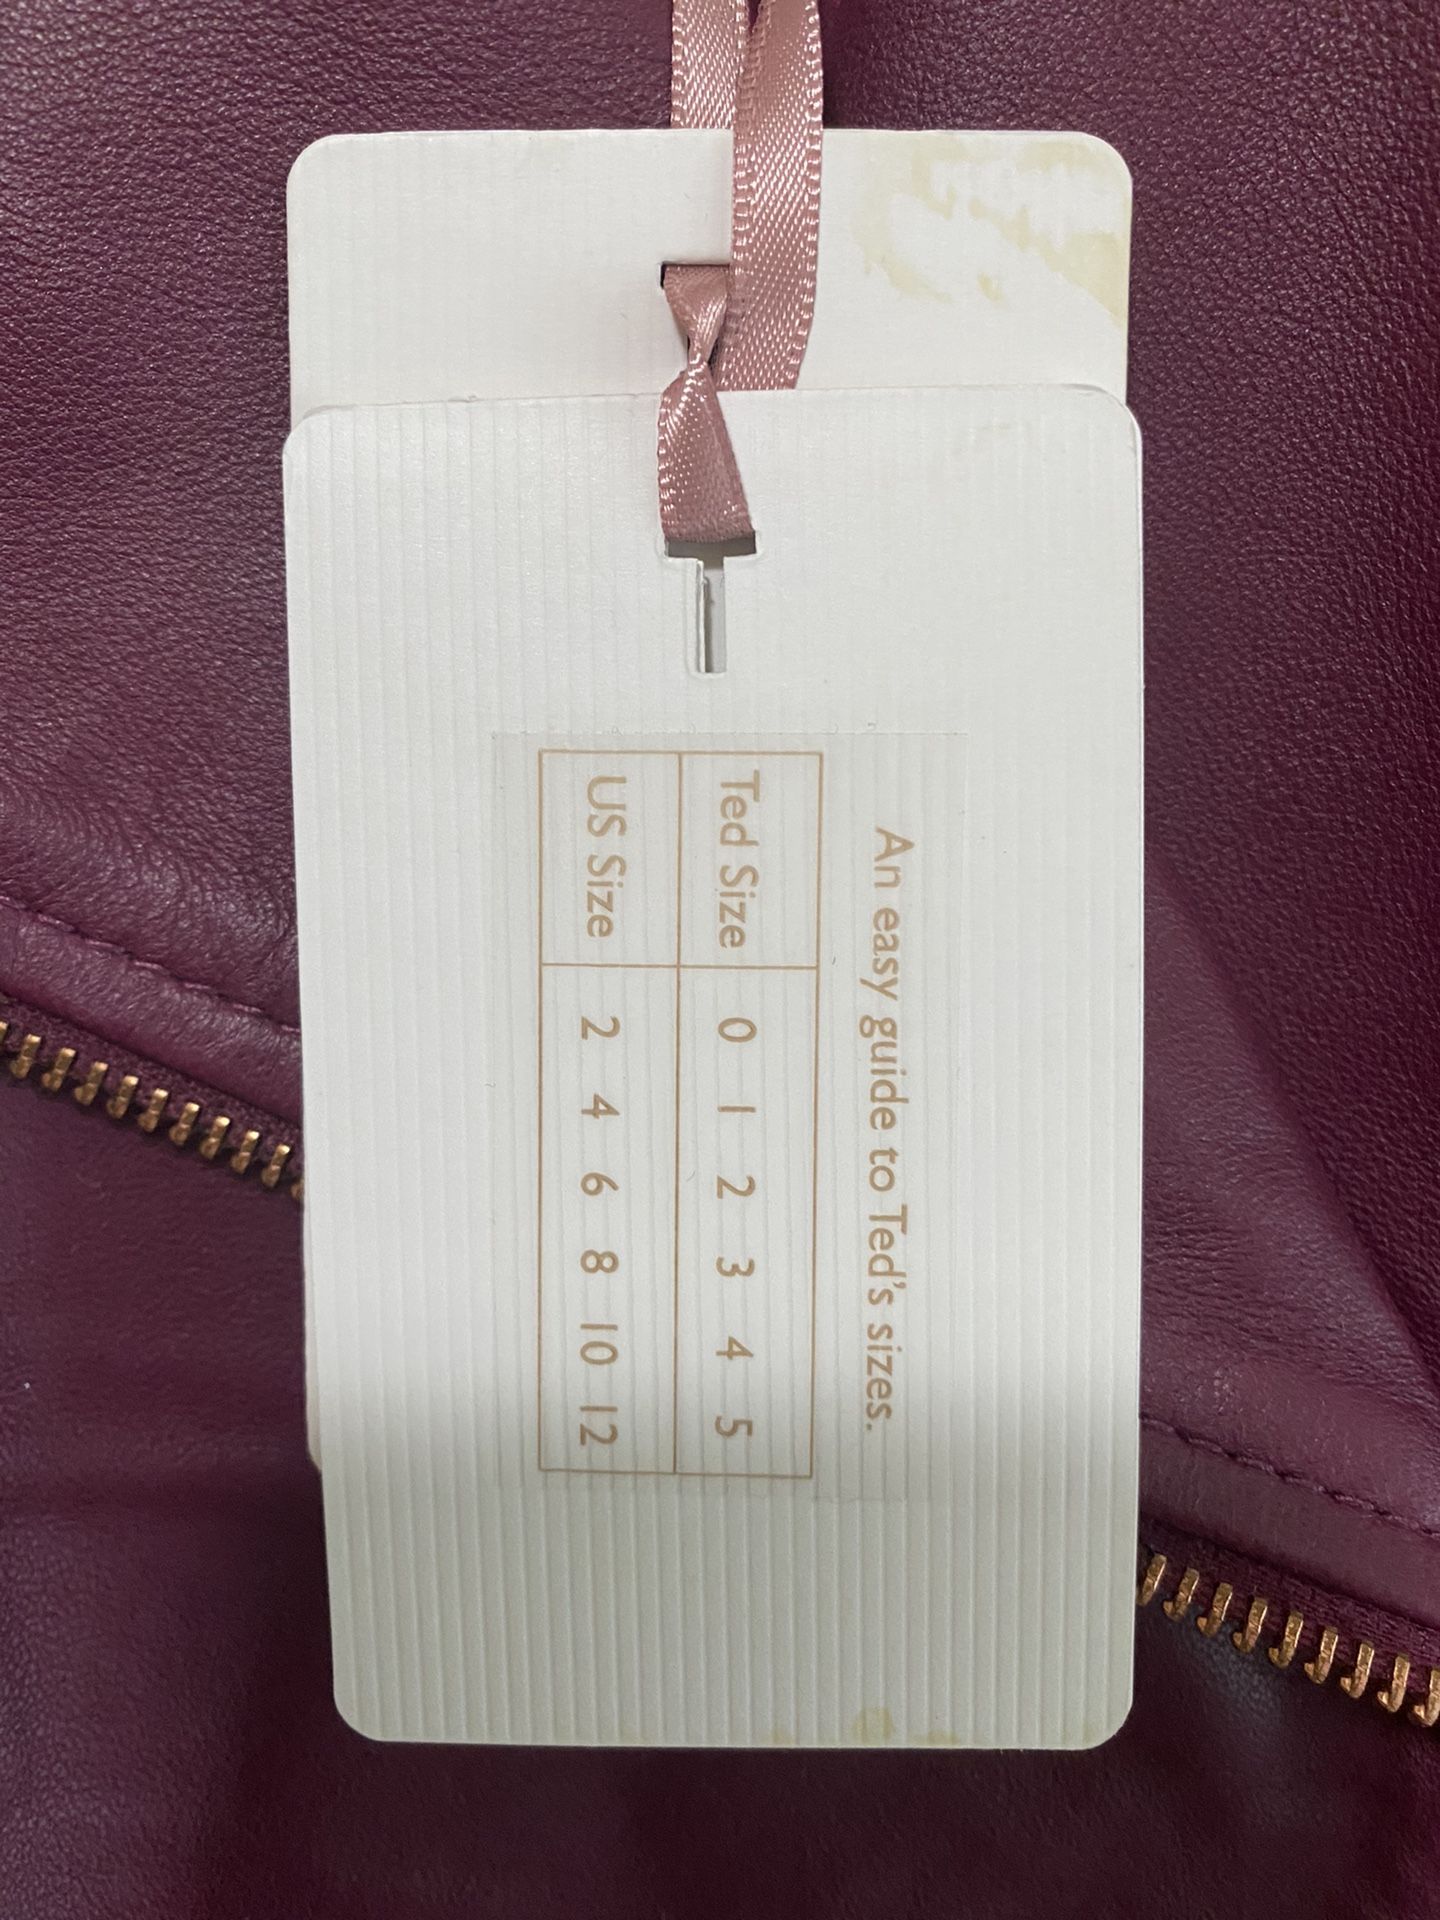 An easy guide to Ted's sizes.
Ted Size 0 1 2 3 4 5
US Size 2 4 6 8 10 12